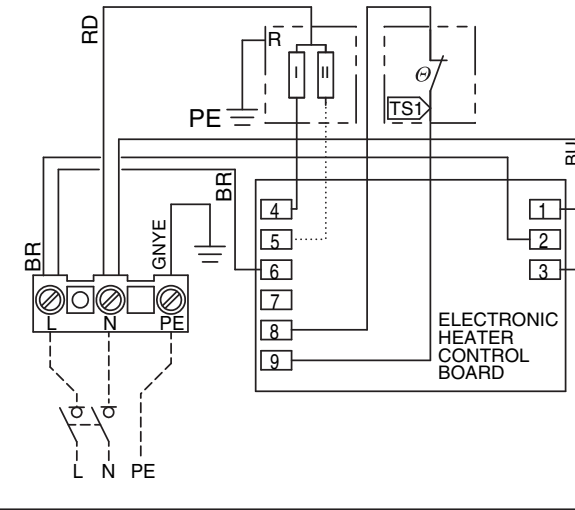 RD
R
I
II
Θ
TS1
PE
BU
BR
BR
GNYE
4
5
6
7
8
9
1
2
3
ELECTRONIC
HEATER
CONTROL
BOARD
L
N
PE
L N PE